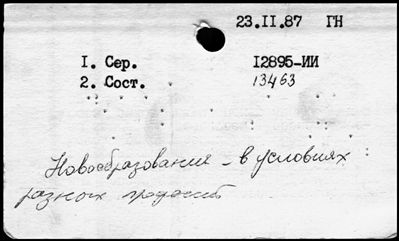 23.II.87 ГН
I. Сер. I2895-ИИ
2. Сост. 13463
Новообразования - в условиях
разных